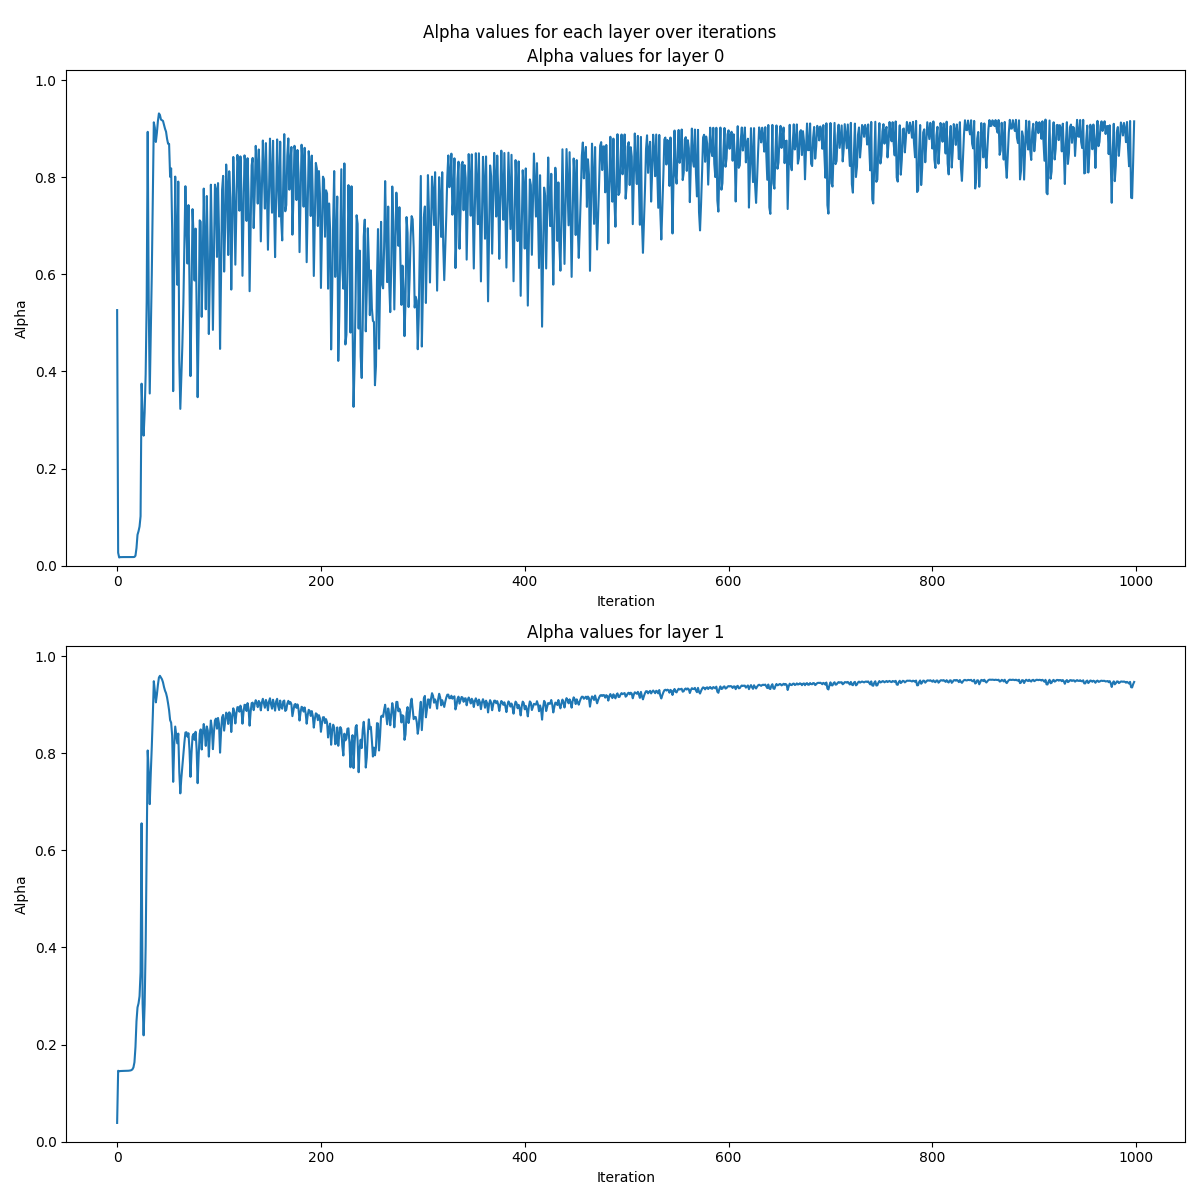 Alpha values for each layer over iterations
Alpha values for layer 0
1.0
0.8
0.6
0.4
0.2
0.0
Alpha
0 200 400 600 800 1000
Iteration
Alpha values for layer 1
1.0
0.8
0.6
0.4
0.2
0.0
Alpha
0 200 400 600 800 1000
Iteration